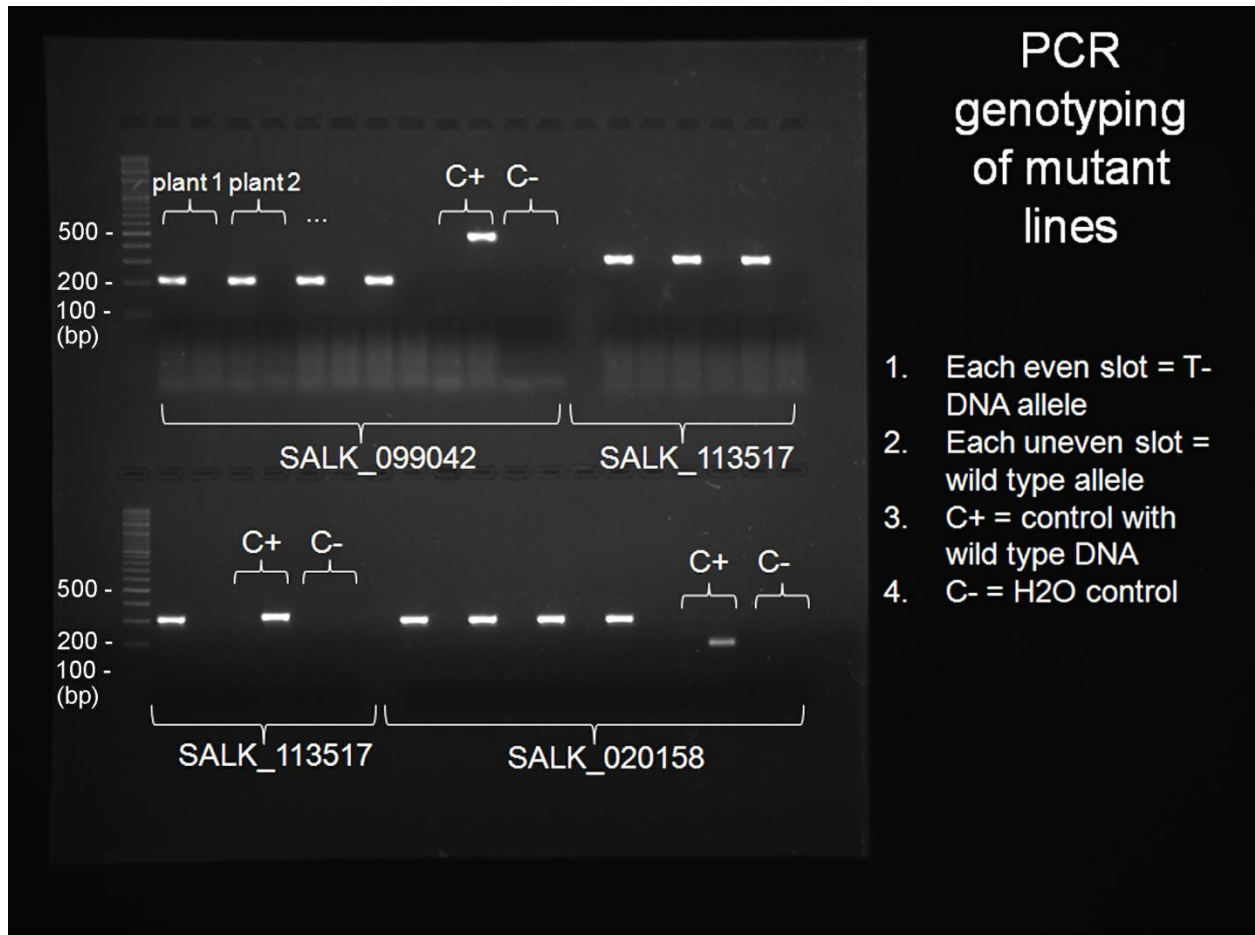 PCR
genotyping
of mutant
lines
plant 1 plant 2 ... C+ C-
500 -
200 -
100 -
(bp)
SALK_099042 SALK_113517
1. Each even slot = T-
DNA allele
2. Each uneven slot =
wild type allele
3. C+ = control with
wild type DNA
4. C- = H2O control
C+ C- C+ C-
500 -
200 -
100 -
(bp)
SALK_113517 SALK_020158